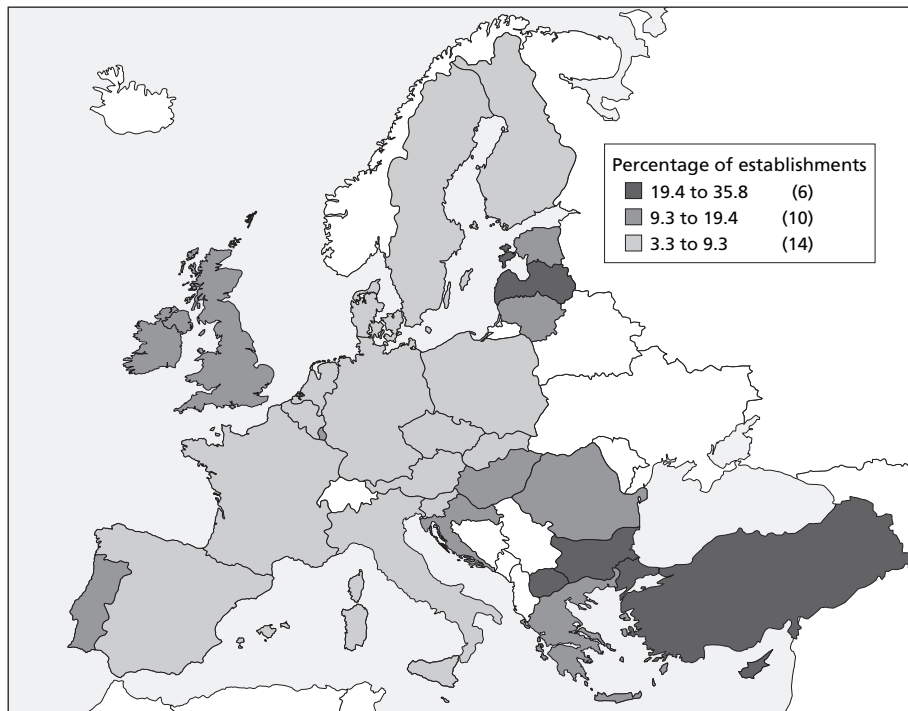 Percentage of establishments
19.4 to 35.8 (6)
9.3 to 19.4 (10)
3.3 to 9.3 (14)